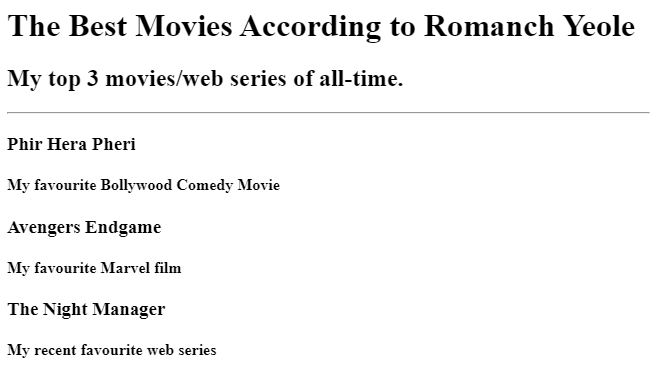 The Best Movies According to Romanch Yeole
My top 3 movies/web series of all-time.
Phir Hera Pheri
My favourite Bollywood Comedy Movie
Avengers Endgame
My favourite Marvel film
The Night Manager
My recent favourite web series